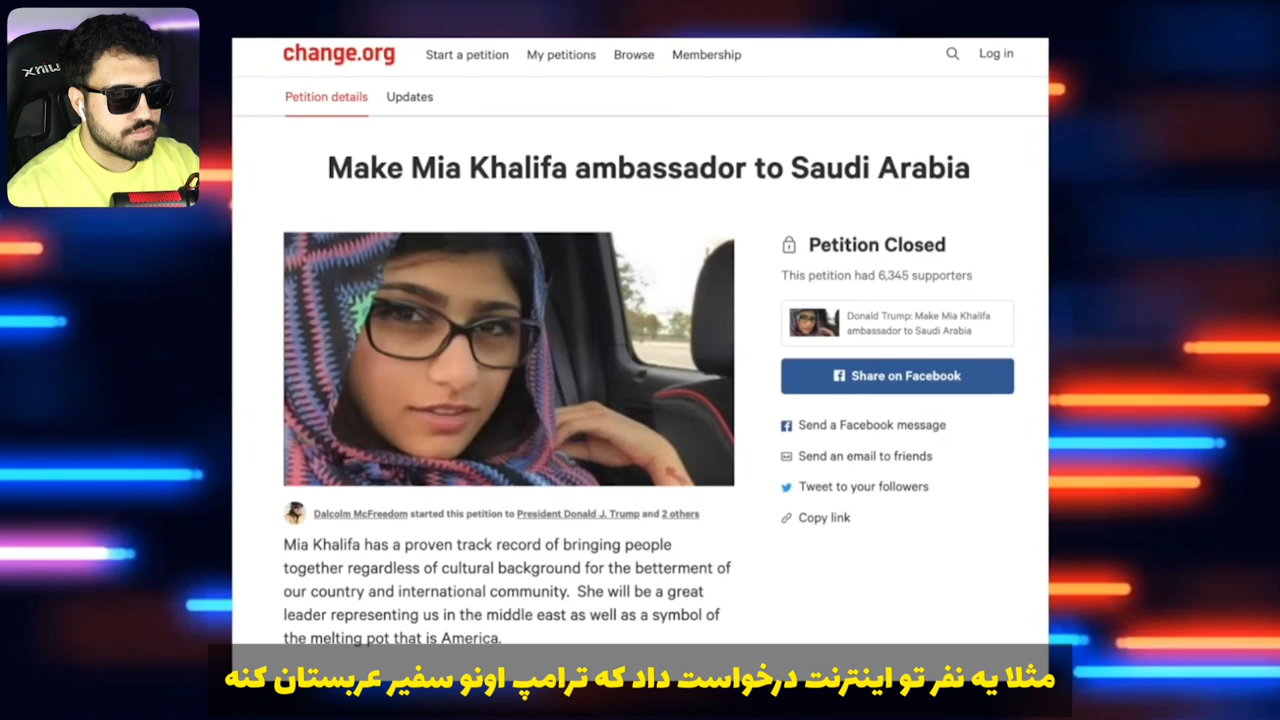 change.org
Start a petition
My petitions
Browse
Membership
Log in
Petition details
Updates
Make Mia Khalifa ambassador to Saudi Arabia
Petition Closed
This petition had 6,345 supporters
Donald Trump: Make Mia Khalifa
ambassador to Saudi Arabia
Share on Facebook
Send a Facebook message
Send an email to friends
Tweet to your followers
Copy link
Dalcolm McFreedom started this petition to President Donald J. Trump and 2 others
Mia Khalifa has a proven track record of bringing people
together regardless of cultural background for the betterment of
our country and international community. She will be a great
leader representing us in the middle east as well as a symbol of
the melting pot that is America.
مثلا یه نفر تو اینترنت درخواست داد که ترامپ اونو سفیر عربستان کنه